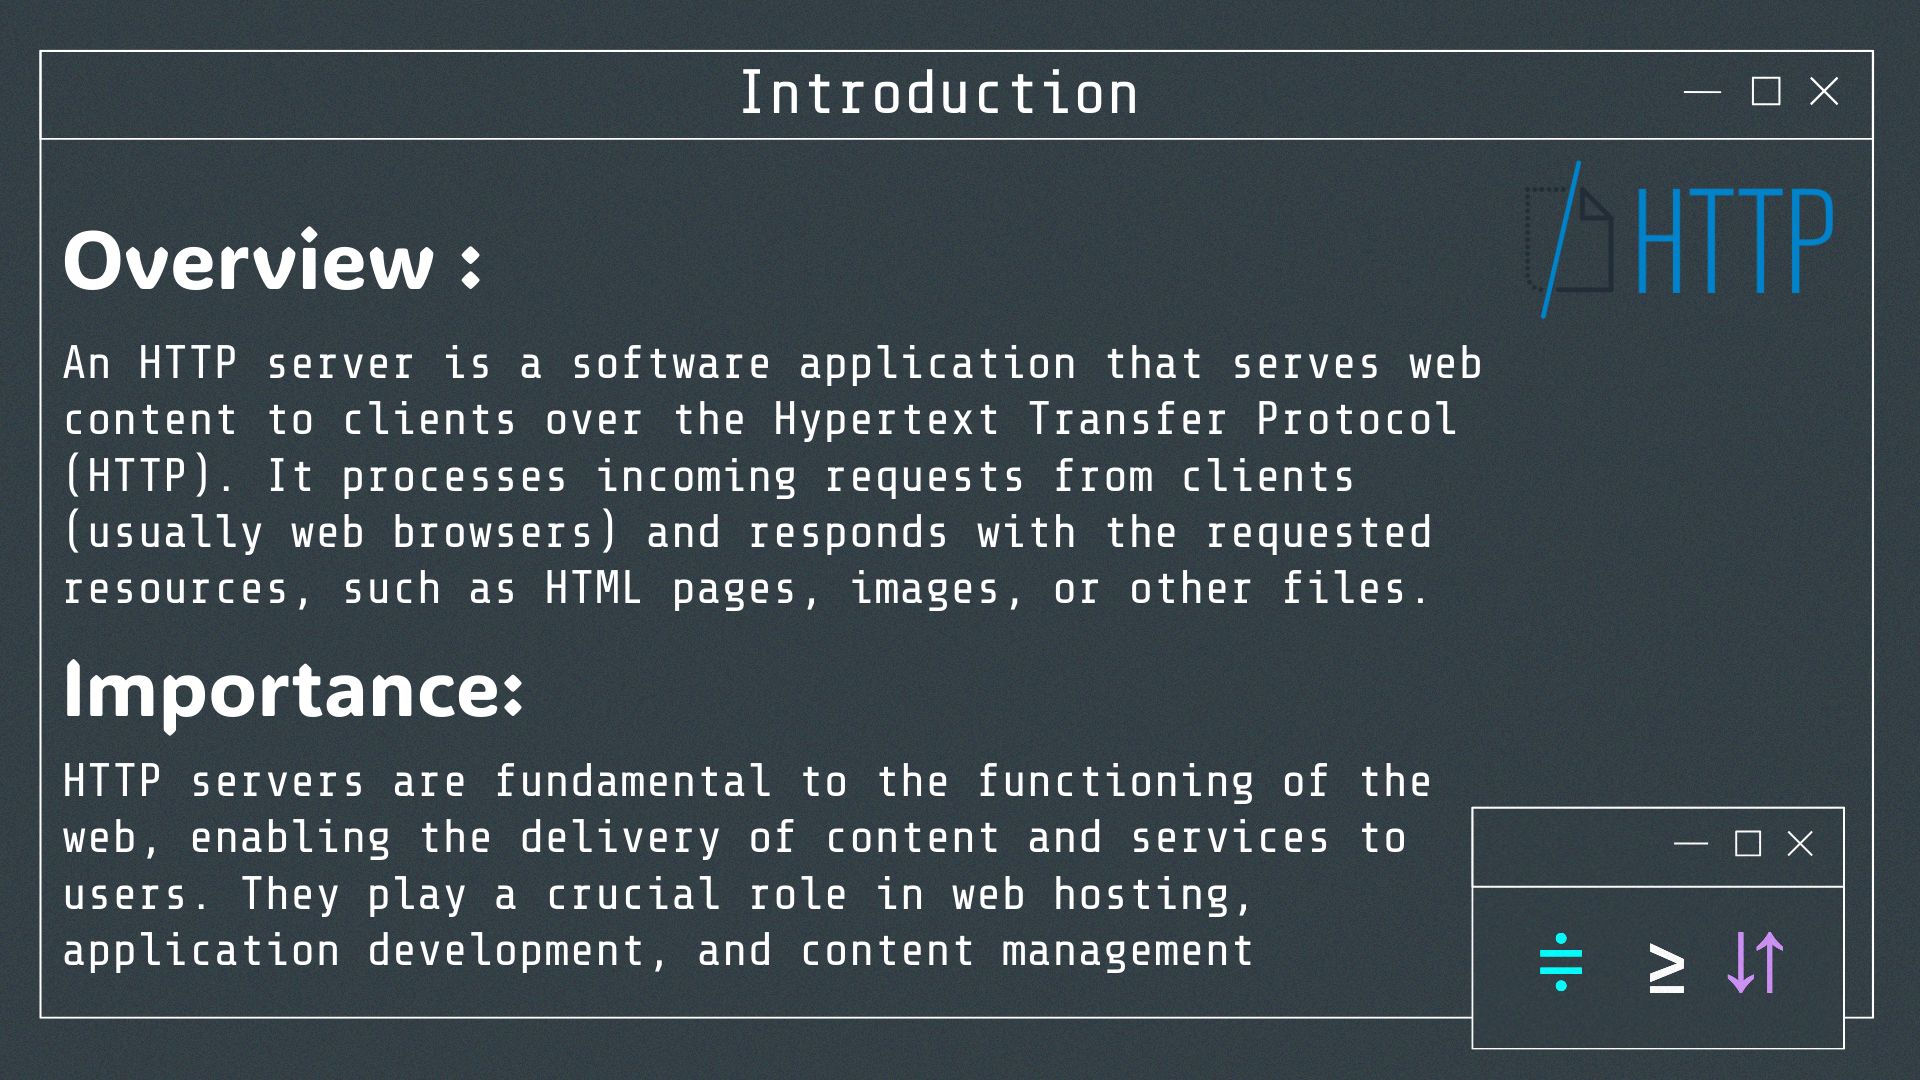 Introduction
HTTP
Overview :
An HTTP server is a software application that serves web
content to clients over the Hypertext Transfer Protocol
(HTTP). It processes incoming requests from clients
(usually web browsers) and responds with the requested
resources, such as HTML pages, images, or other files.
Importance:
HTTP servers are fundamental to the functioning of the
web, enabling the delivery of content and services to
users. They play a crucial role in web hosting,
application development, and content management
≥ ↓↑